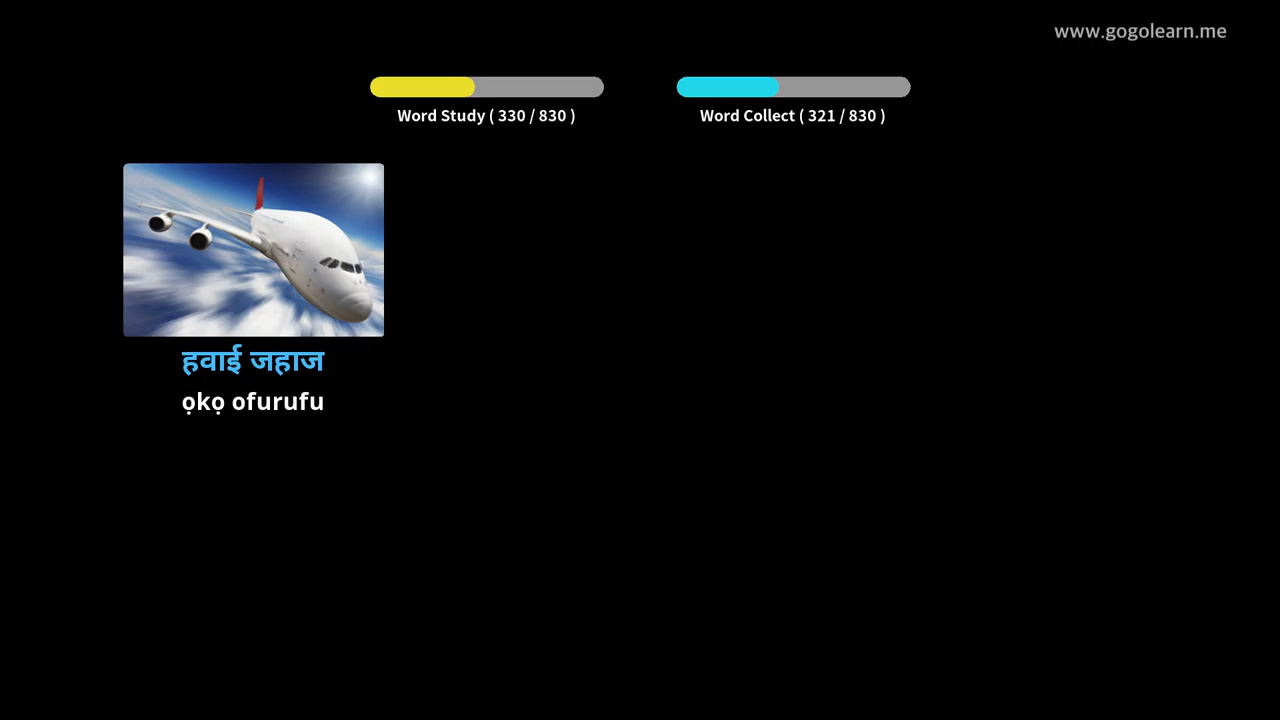 www.gogolearn.me
Word Study ( 330 / 830 )
Word Collect ( 321 / 830 )
हवाई जहाज
ọkọ ofurufu